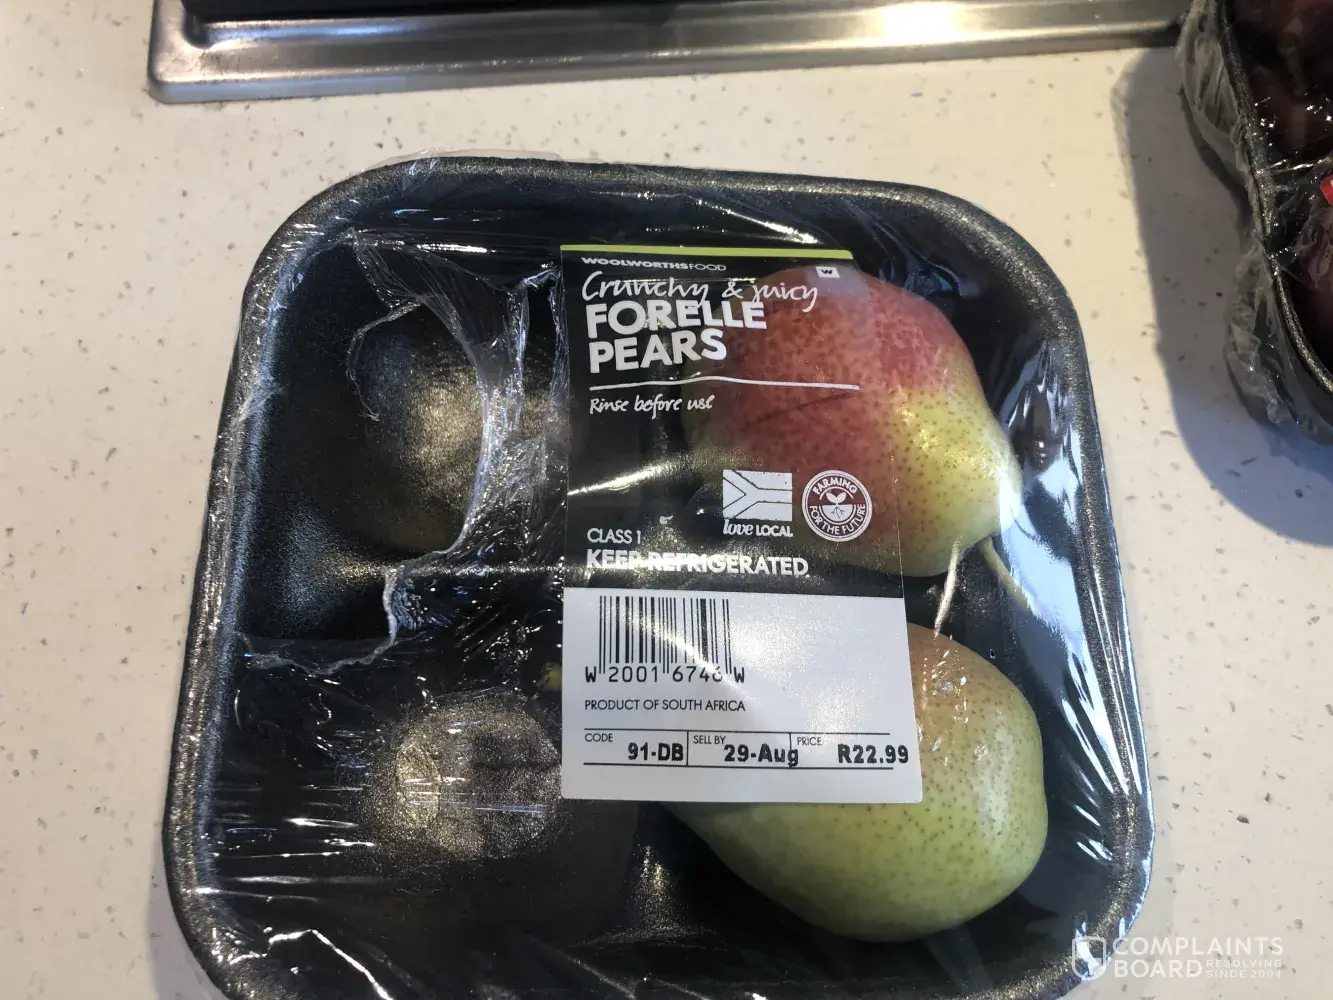 WOOLWORTHSFOOD
W
Crunchy & juicy
FORELLE
PEARS
Rinse before use
love LOCAL
FARMING FOR THE FUTURE
CLASS 1
KEEP REFRIGERATED
W 2001 6746 W
PRODUCT OF SOUTH AFRICA
CODE 91-DB SELL BY 29-Aug PRICE R22.99
COMPLAINTS
BOARD RESOLVING
SINCE 2004